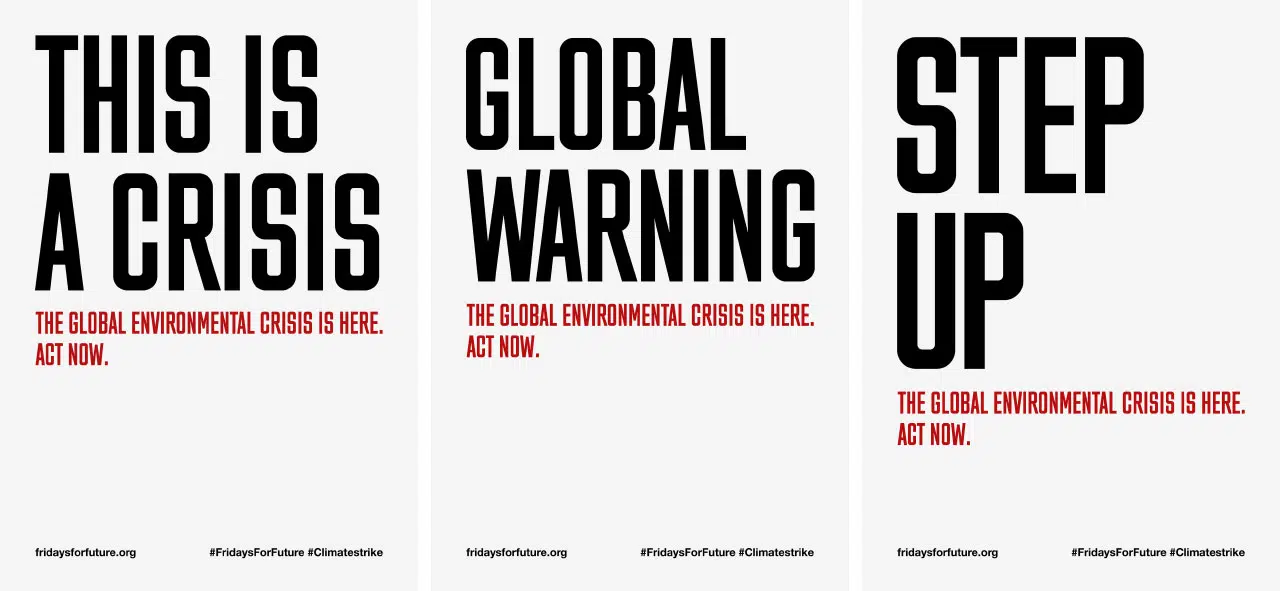 THIS IS
A CRISIS
THE GLOBAL ENVIRONMENTAL CRISIS IS HERE.
ACT NOW.
fridaysforfuture.org
#FridaysForFuture #Climatestrike
GLOBAL
WARNING
THE GLOBAL ENVIRONMENTAL CRISIS IS HERE.
ACT NOW.
fridaysforfuture.org
#FridaysForFuture #Climatestrike
STEP
UP
THE GLOBAL ENVIRONMENTAL CRISIS IS HERE.
ACT NOW.
fridaysforfuture.org
#FridaysForFuture #Climatestrike